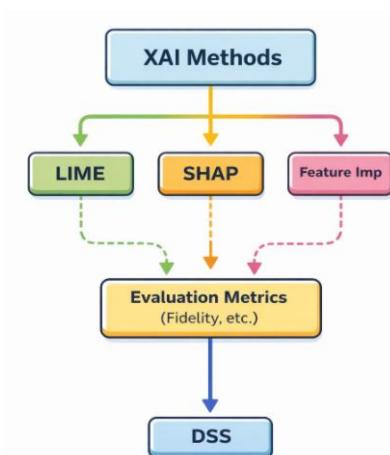 XAI Methods
LIME
SHAP
Feature Imp
Evaluation Metrics
(Fidelity, etc.)
DSS